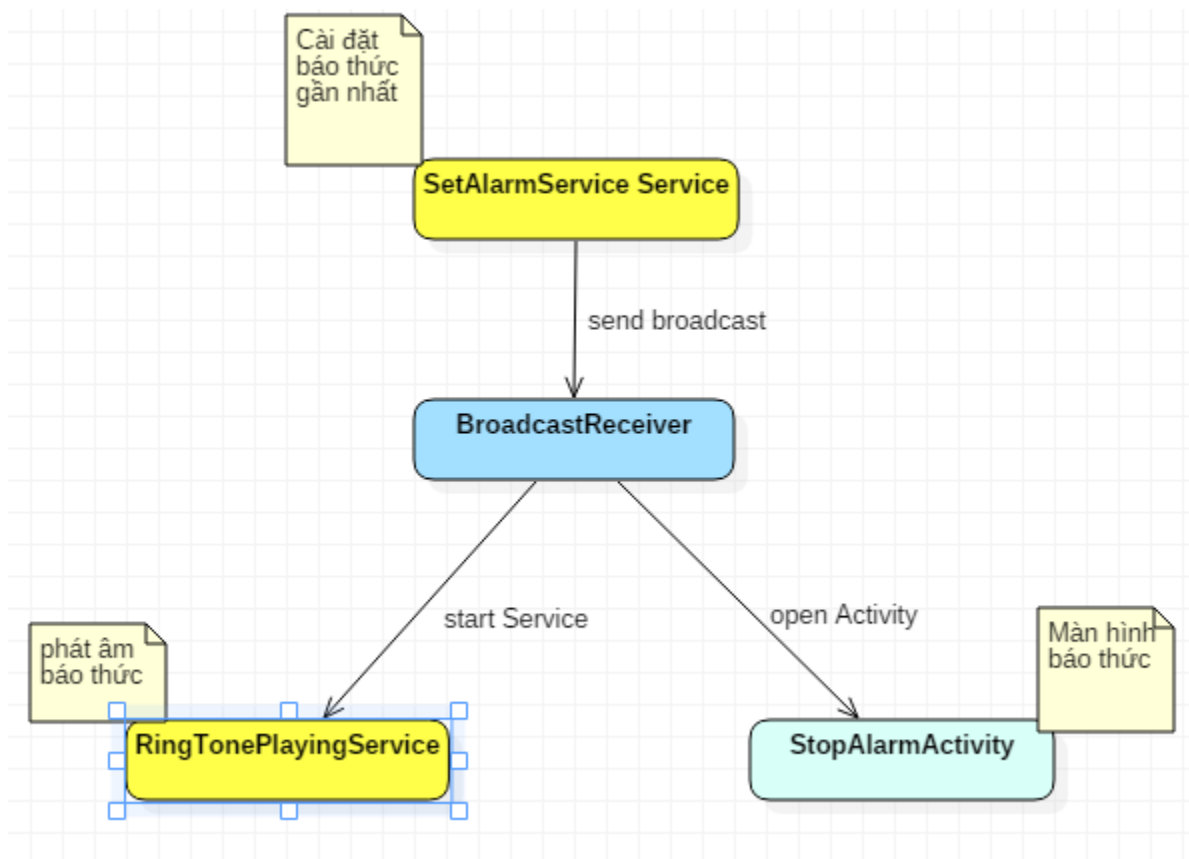 Cài đặt
báo thức
gần nhất
SetAlarmService Service
send broadcast
BroadcastReceiver
start Service
open Activity
phát âm
báo thức
Màn hình
báo thức
RingTonePlayingService
StopAlarmActivity